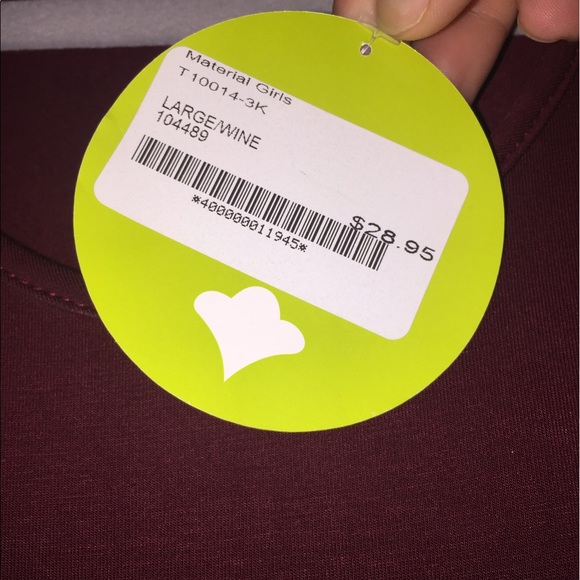 Material Girls
T10014-3K
LARGE/WINE
104489
$28.95
*400000011945*